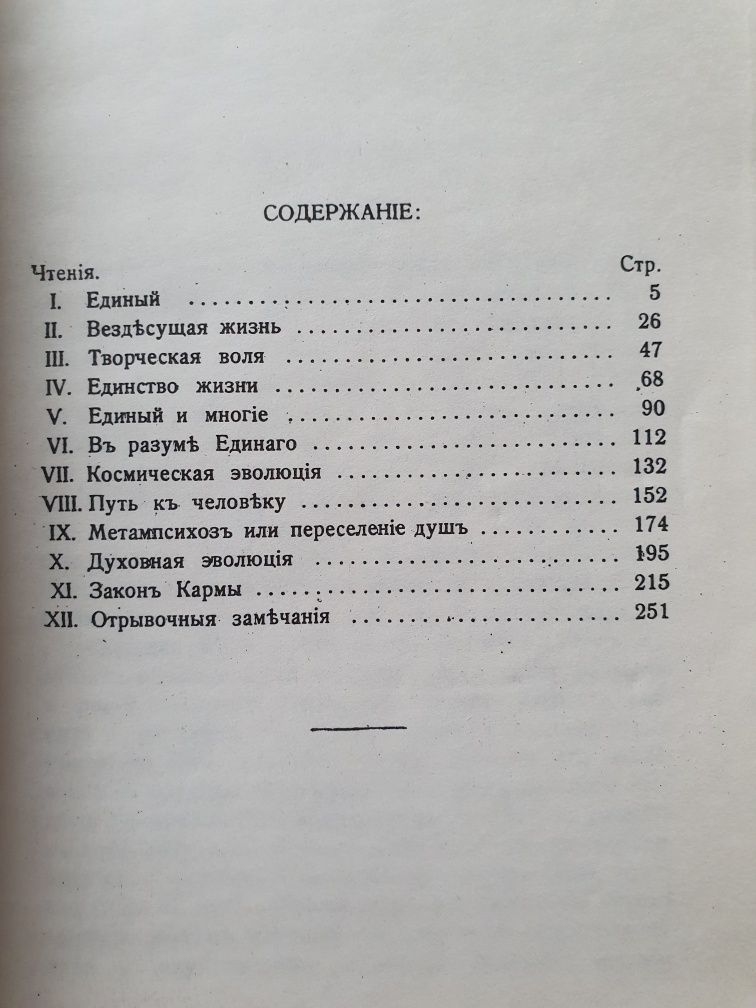 СОДЕРЖАНІЕ:
Чтенія. Стр.
I. Единый .......................................... 5
II. Вездѣсущая жизнь ............................... 26
III. Творческая воля ................................ 47
IV. Единство жизни ................................ 68
V. Единый и многіе .............................. 90
VI. Въ разумѣ Единаго ............................ 112
VII. Космическая эволюція .......................... 132
VIII. Путь къ человѣку ............................. 152
IX. Метампсихозъ или переселеніе душъ ............... 174
X. Духовная эволюція ............................ 195
XI. Законъ Кармы ................................. 215
XII. Отрывочныя замѣчанія ......................... 251